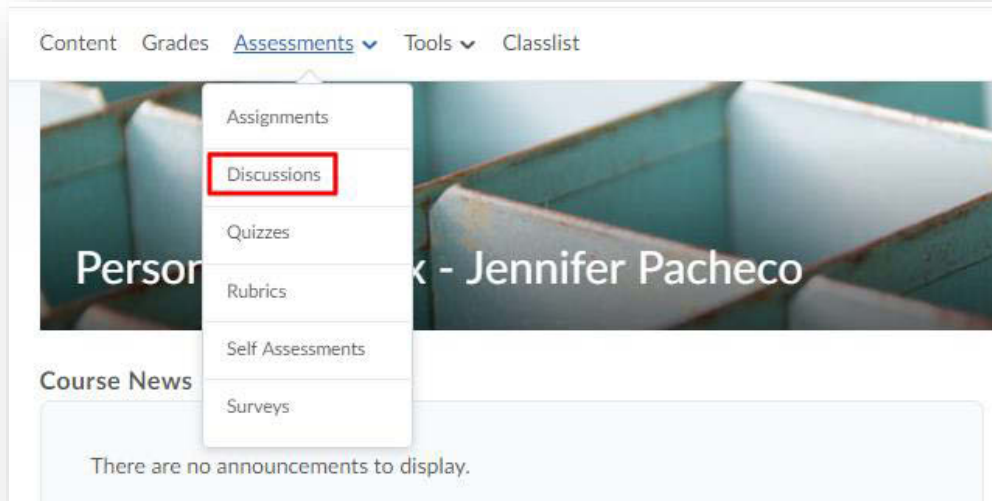 Content Grades Assessments Tools Classlist
Assignments
Discussions
Quizzes
Rubrics
Self Assessments
Surveys
Person x - Jennifer Pacheco
Course News
There are no announcements to display.